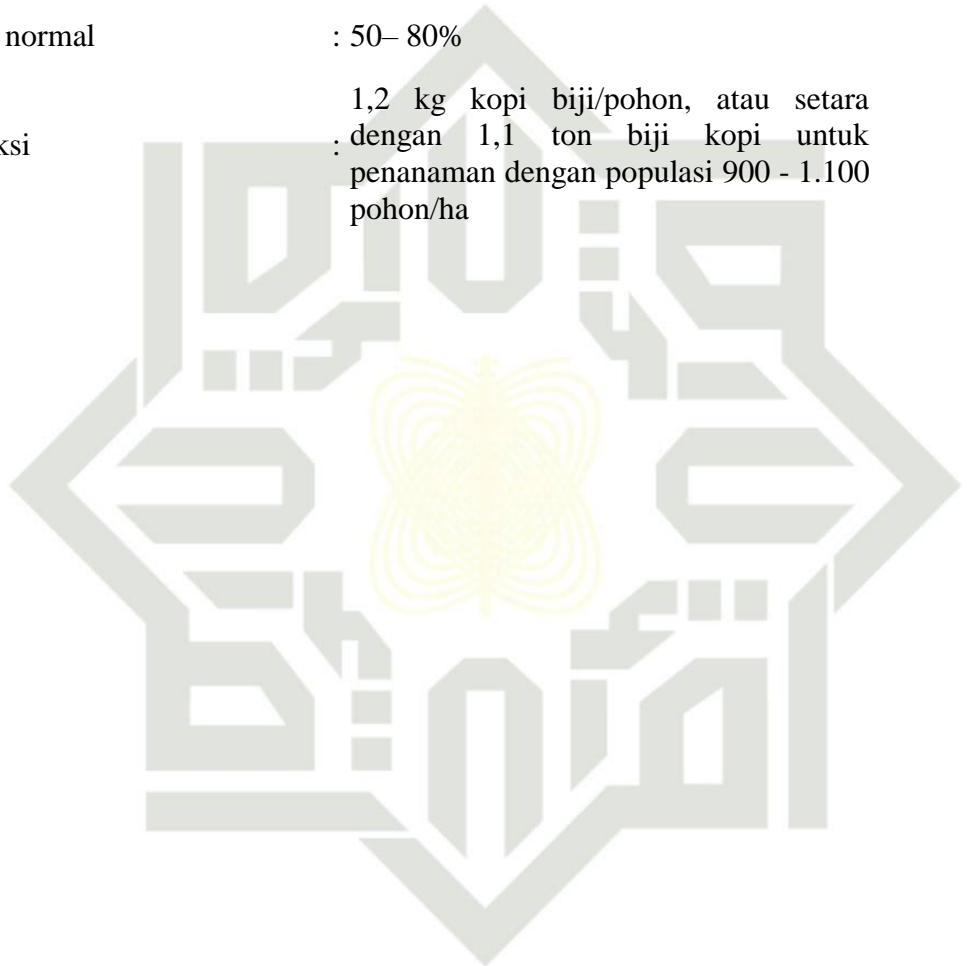 normal : 50– 80%
1,2 kg kopi biji/pohon, atau setara
ksi : dengan 1,1 ton biji kopi untuk
penanaman dengan populasi 900 - 1.100
pohon/ha